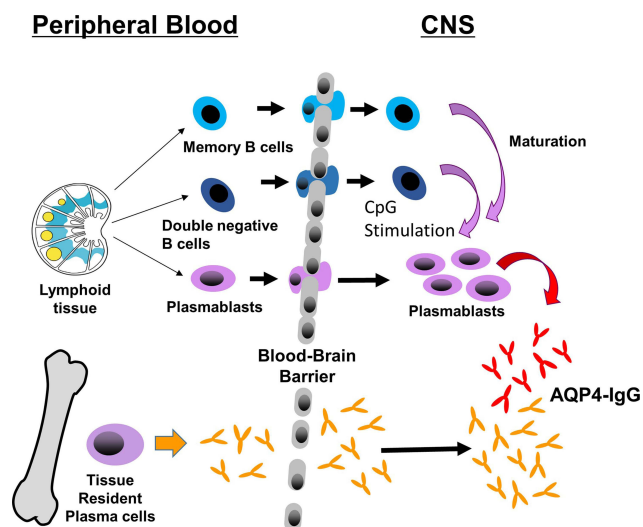 Peripheral Blood
CNS
Memory B cells
Maturation
Double negative
B cells
CpG
Stimulation
Lymphoid
tissue
Plasmablasts
Plasmablasts
Blood-Brain
Barrier
AQP4-IgG
Tissue
Resident
Plasma cells